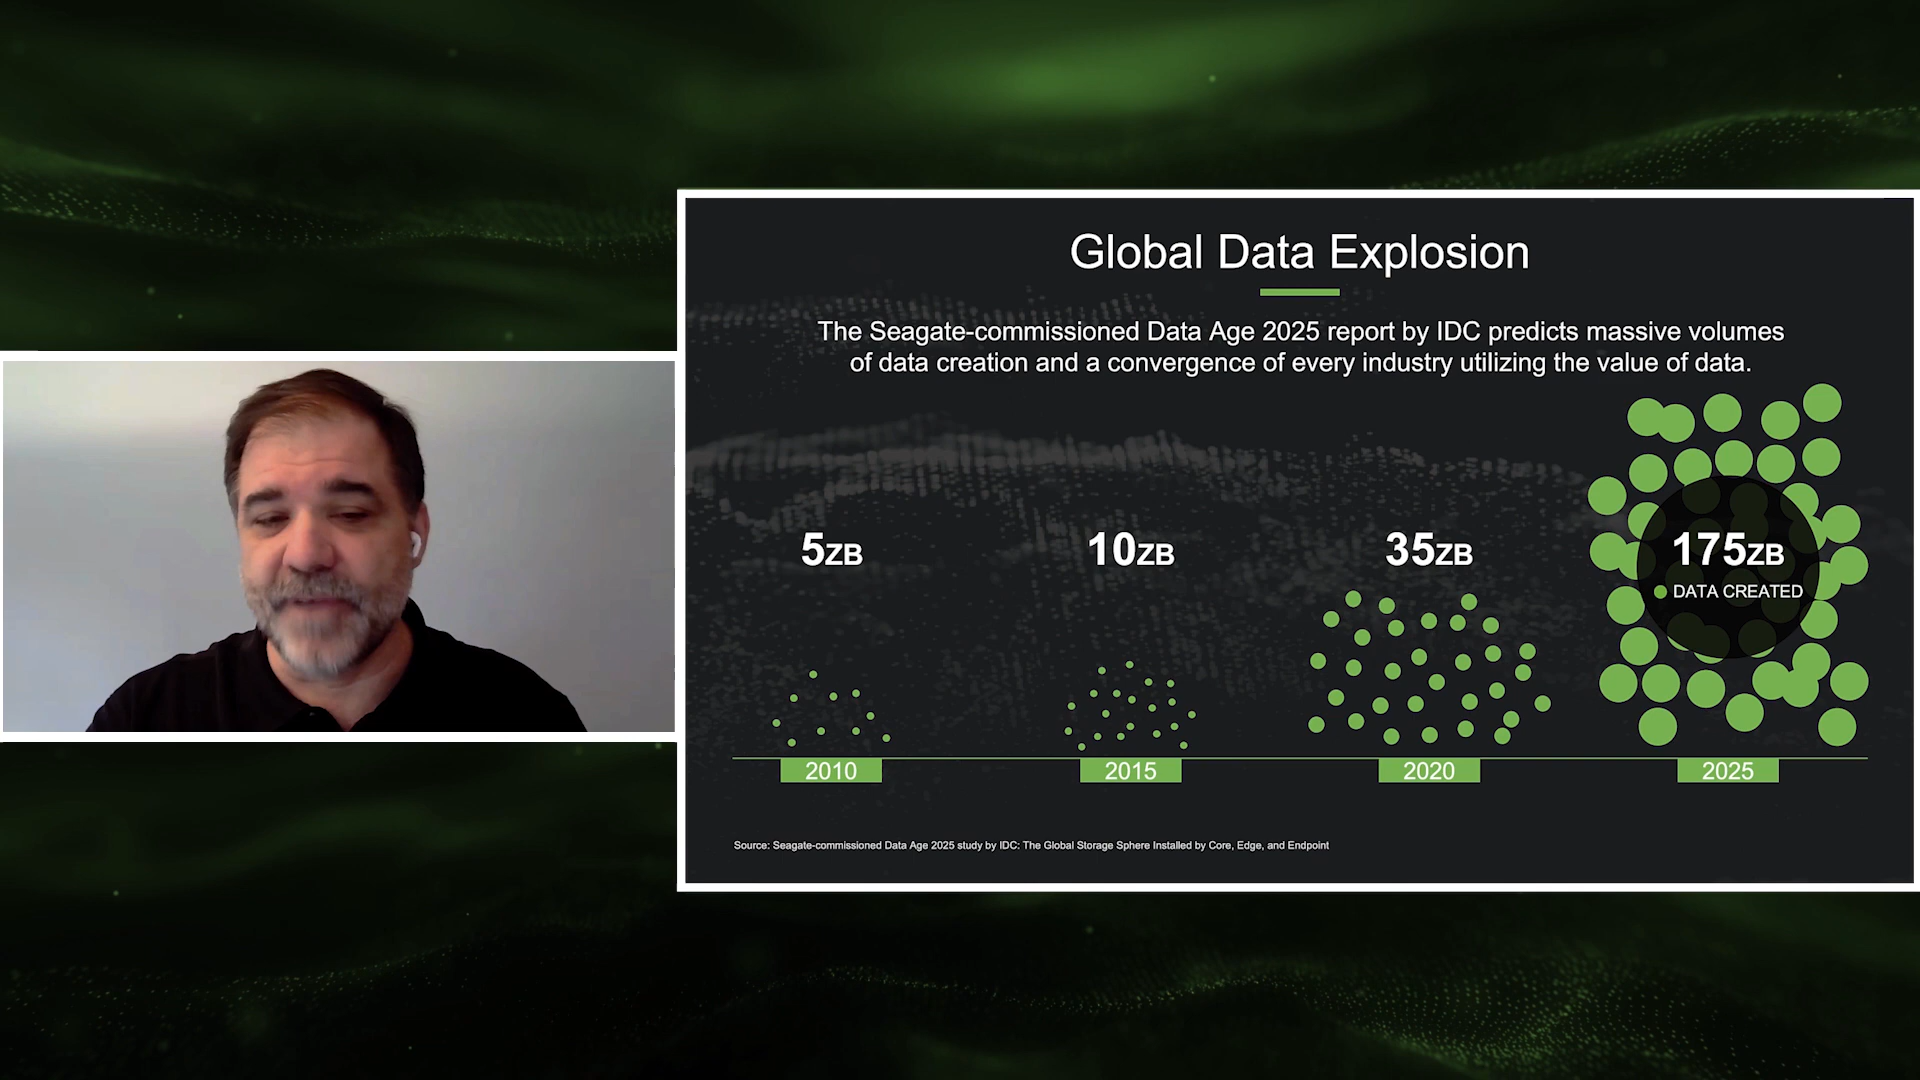 Global Data Explosion
The Seagate-commissioned Data Age 2025 report by IDC predicts massive volumes
of data creation and a convergence of every industry utilizing the value of data.
5ZB
10ZB
35ZB
175ZB
DATA CREATED
2010
2015
2020
2025
Source: Seagate-commissioned Data Age 2025 study by IDC: The Global Storage Sphere Installed by Core, Edge, and Endpoint